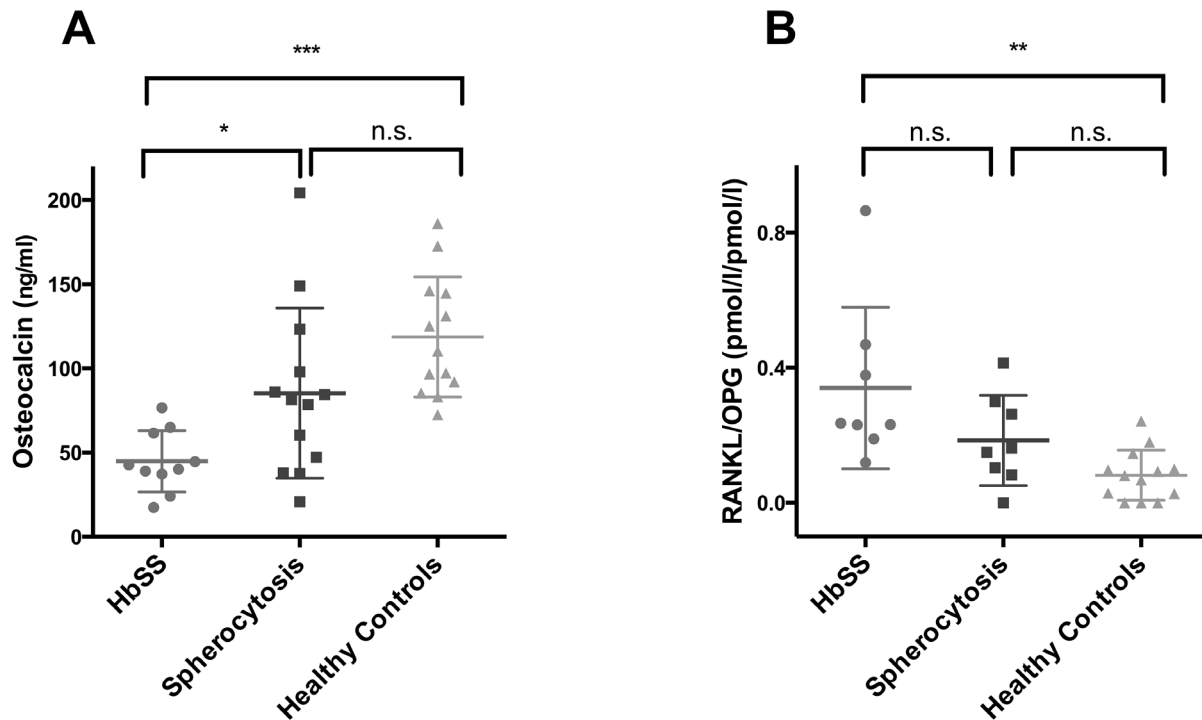 A
***
*
n.s.
Osteocalcin (ng/ml)
200
150
100
50
0
HbSS
Spherocytosis
Healthy Controls
B
**
n.s.
n.s.
RANKL/OPG (pmol/l/pmol/l)
0.8
0.4
0.0
HbSS
Spherocytosis
Healthy Controls